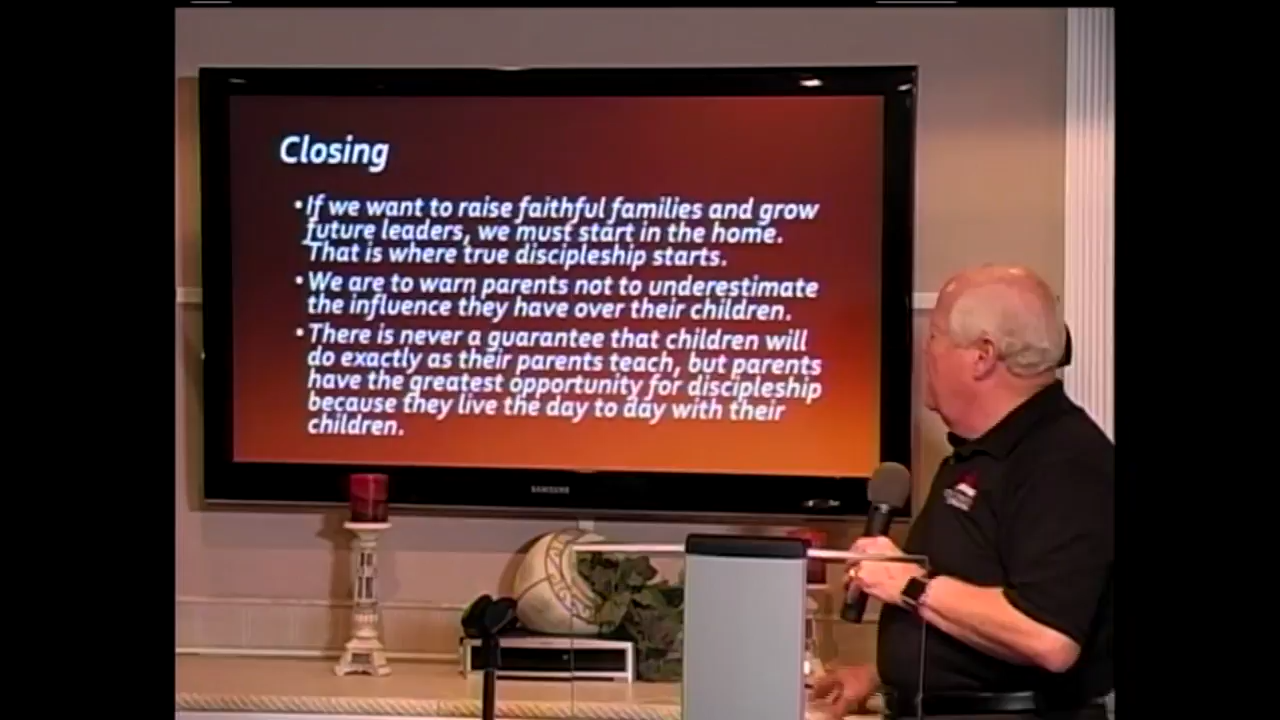 Closing
• If we want to raise faithful families and grow
future leaders, we must start in the home.
That is where true discipleship starts.
• We are to warn parents not to underestimate
the influence they have over their children.
• There is never a guarantee that children will
do exactly as their parents teach, but parents
have the greatest opportunity for discipleship
because they live the day to day with their
children.
SAMSUNG